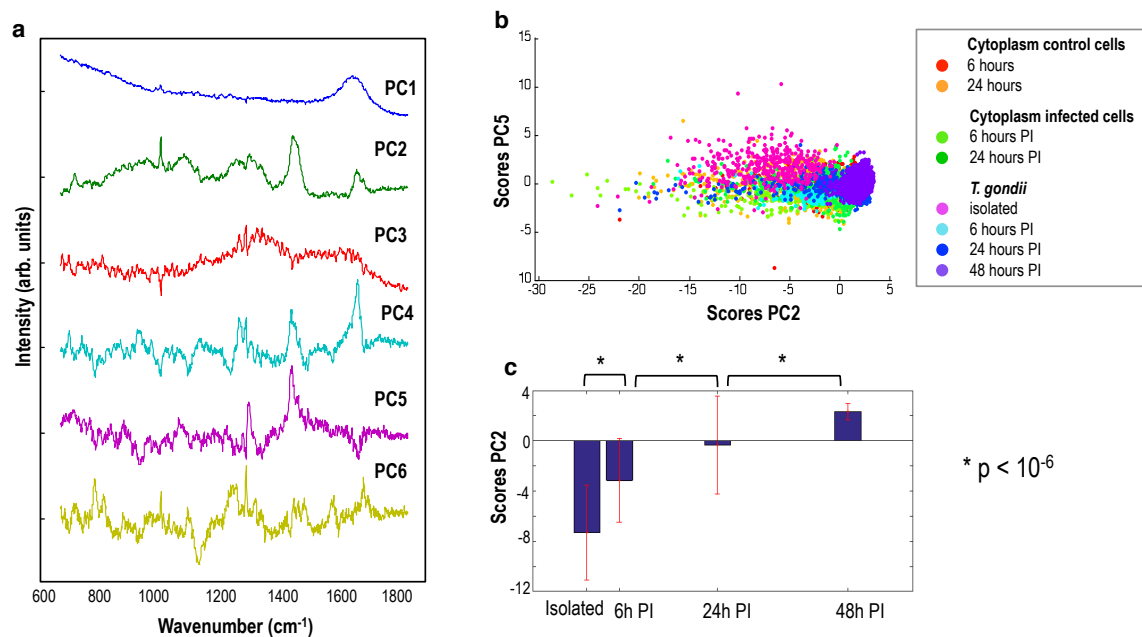 a
PC1
PC2
PC3
PC4
PC5
PC6
Intensity (arb. units)
600 800 1000 1200 1400 1600 1800
Wavenumber (cm-1)
b
15
10
5
0
-5
10
-30 -25 -20 -15 -10 -5 0 5
Scores PC5
Scores PC2
Cytoplasm control cells
6 hours
24 hours
Cytoplasm infected cells
6 hours PI
24 hours PI
T. gondii
isolated
6 hours PI
24 hours PI
48 hours PI
c
* * *
4
0
-4
-8
-12
Scores PC2
Isolated 6h PI 24h PI 48h PI
* p < 10-6